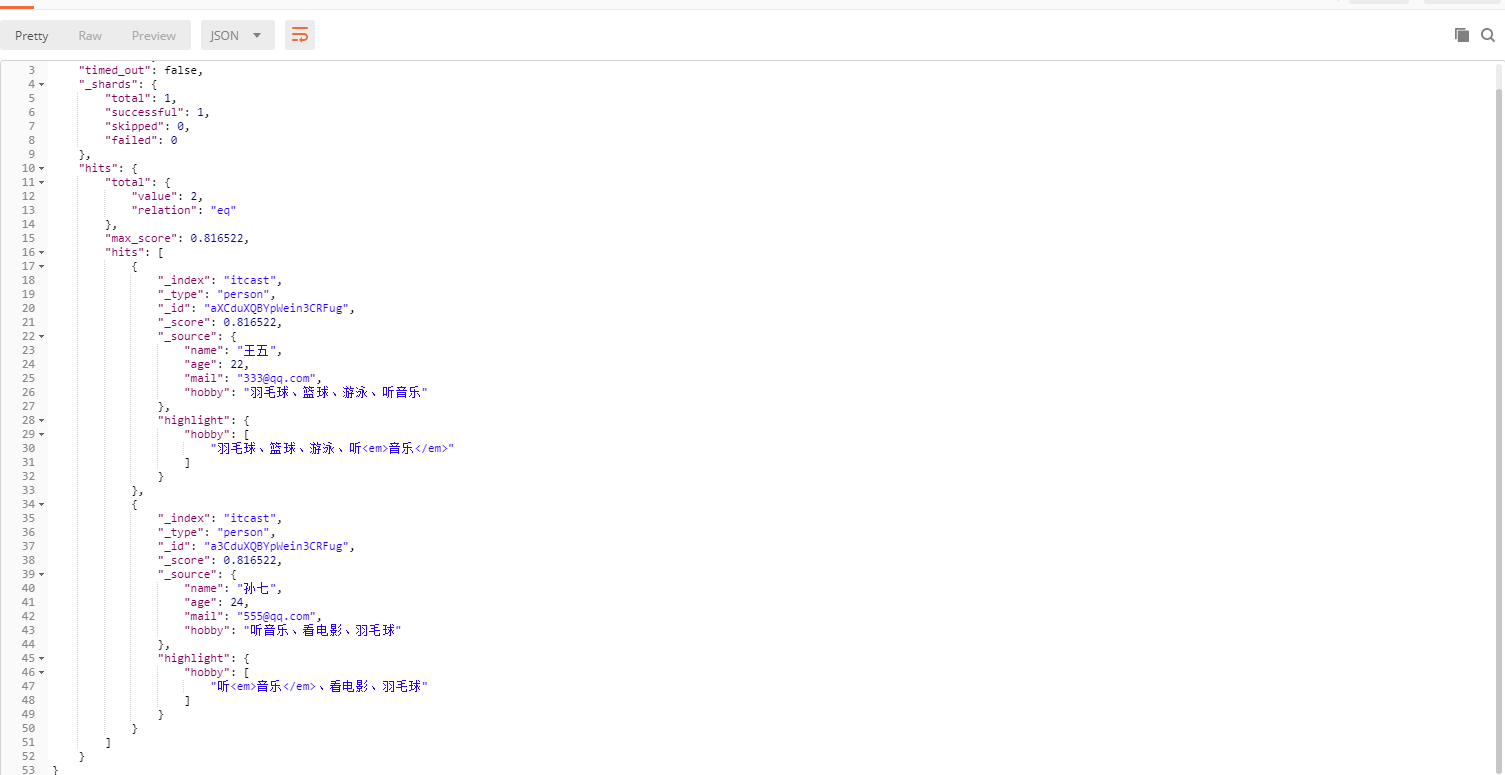 Pretty Raw Preview JSON
3 "timed_out": false,
4 "_shards": {
5 "total": 1,
6 "successful": 1,
7 "skipped": 0,
8 "failed": 0
9 },
10 "hits": {
11 "total": {
12 "value": 2,
13 "relation": "eq"
14 },
15 "max_score": 0.816522,
16 "hits": [
17 {
18 "_index": "itcast",
19 "_type": "person",
20 "_id": "aXCduXQBYpWein3CRFug",
21 "_score": 0.816522,
22 "_source": {
23 "name": "王五",
24 "age": 22,
25 "mail": "333@qq.com",
26 "hobby": "羽毛球、篮球、游泳、听音乐"
27 },
28 "highlight": {
29 "hobby": [
30 "羽毛球、篮球、游泳、听<em>音乐</em>"
31 ]
32 }
33 },
34 {
35 "_index": "itcast",
36 "_type": "person",
37 "_id": "a3CduXQBYpWein3CRFug",
38 "_score": 0.816522,
39 "_source": {
40 "name": "孙七",
41 "age": 24,
42 "mail": "555@qq.com",
43 "hobby": "听音乐、看电影、羽毛球"
44 },
45 "highlight": {
46 "hobby": [
47 "听<em>音乐</em>、看电影、羽毛球"
48 ]
49 }
50 }
51 ]
52 }
53 }